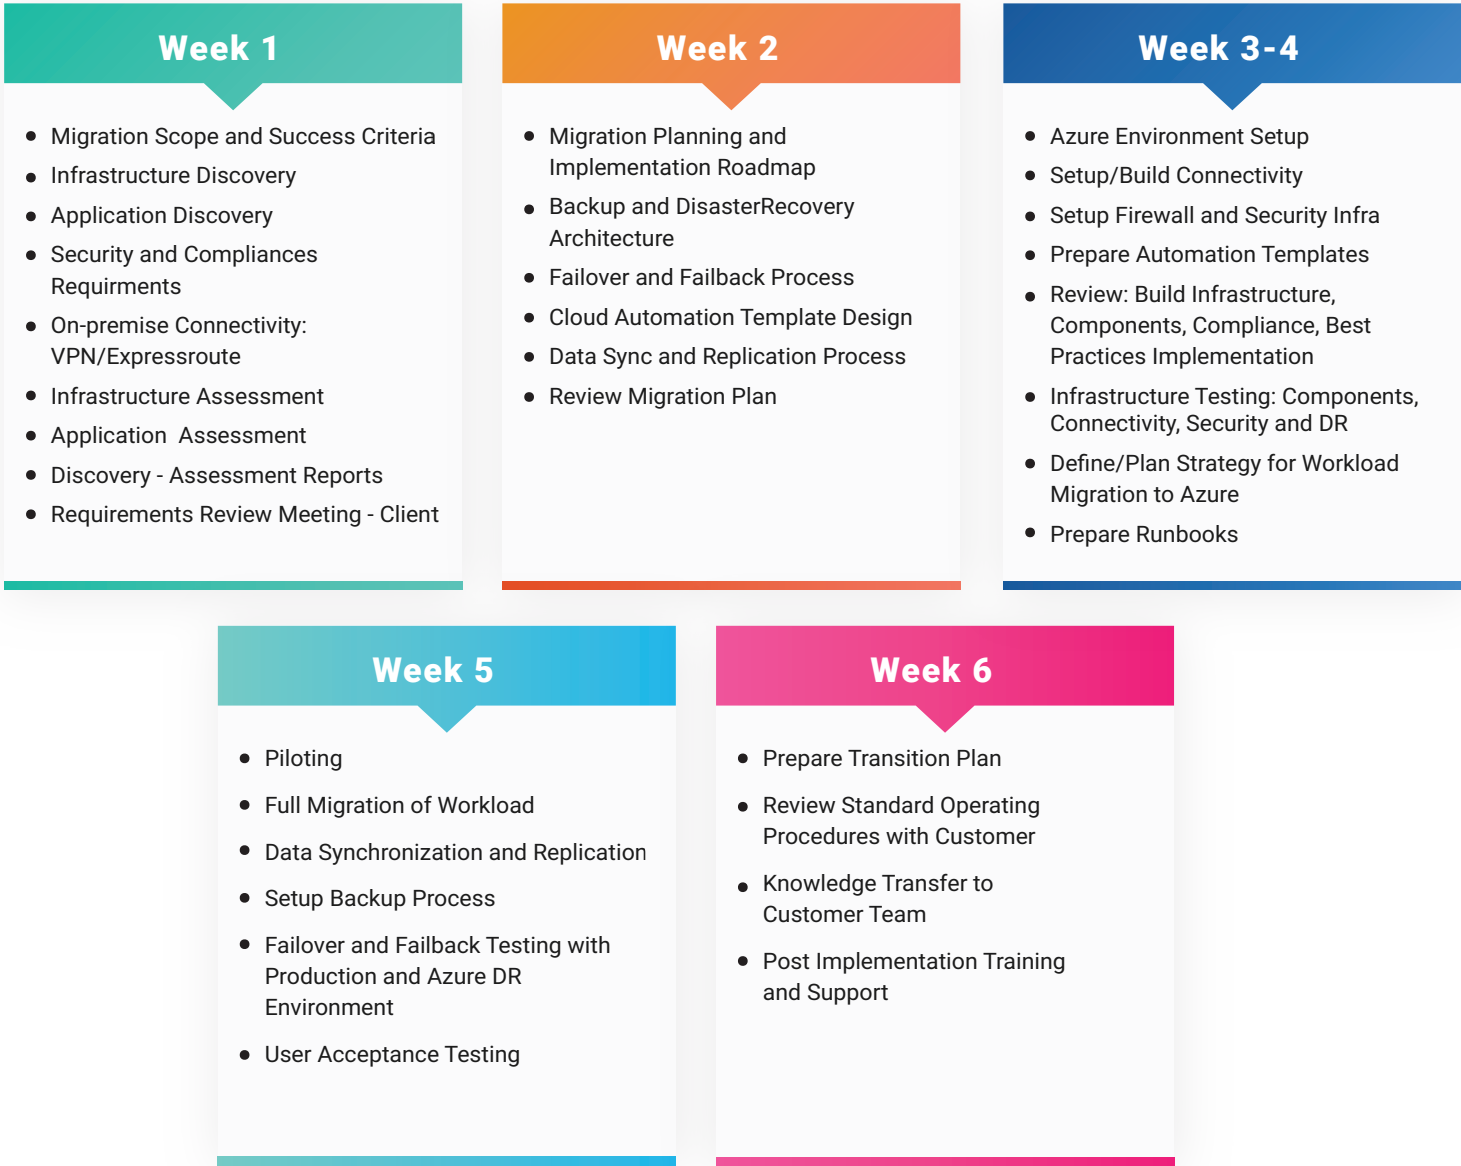 Week 1
Migration Scope and Success Criteria
Infrastructure Discovery
Application Discovery
Security and Compliances
Requirments
On-premise Connectivity:
VPN/Expressroute
Infrastructure Assessment
Application  Assessment
Discovery - Assessment Reports
Requirements Review Meeting - Client
Week 2
Migration Planning and
Implementation Roadmap
Backup and DisasterRecovery
Architecture
Failover and Failback Process
Cloud Automation Template Design
Data Sync and Replication Process
Review Migration Plan
Week 3-4
Azure Environment Setup
Setup/Build Connectivity
Setup Firewall and Security Infra
Prepare Automation Templates
Review: Build Infrastructure,
Components, Compliance, Best
Practices Implementation
Infrastructure Testing: Components,
Connectivity, Security and DR
Define/Plan Strategy for Workload
Migration to Azure
Prepare Runbooks
Week 5
Piloting
Full Migration of Workload
Data Synchronization and Replication
Setup Backup Process
Failover and Failback Testing with
Production and Azure DR
Environment
User Acceptance Testing
Week 6
Prepare Transition Plan
Review Standard Operating
Procedures with Customer
Knowledge Transfer to
Customer Team
Post Implementation Training
and Support